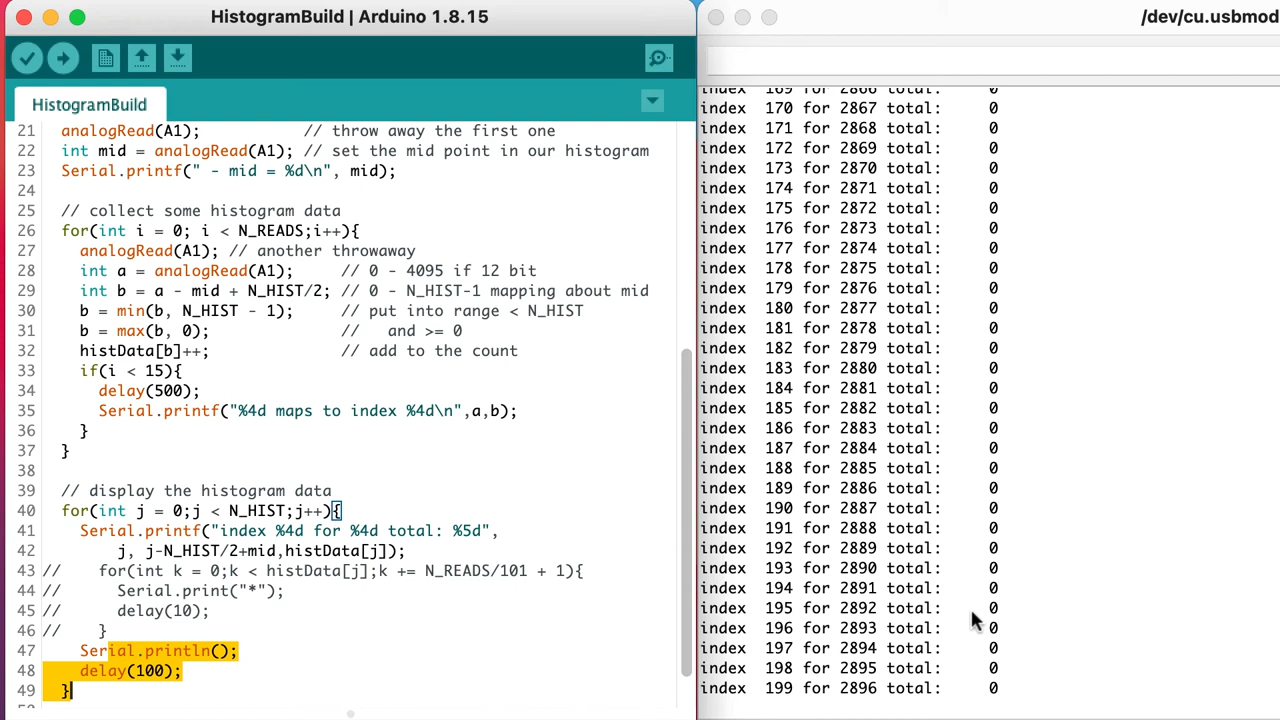 HistogramBuild | Arduino 1.8.15
/dev/cu.usbmod
HistogramBuild
21 analogRead(A1); // throw away the first one
22 int mid = analogRead(A1); // set the mid point in our histogram
23 Serial.printf(" - mid = %d\n", mid);
24
25 // collect some histogram data
26 for(int i = 0; i < N_READS;i++){
27 analogRead(A1); // another throwaway
28 int a = analogRead(A1); // 0 - 4095 if 12 bit
29 int b = a - mid + N_HIST/2; // 0 - N_HIST-1 mapping about mid
30 b = min(b, N_HIST - 1); // put into range < N_HIST
31 b = max(b, 0); // and >= 0
32 histData[b]++; // add to the count
33 if(i < 15){
34 delay(500);
35 Serial.printf("%4d maps to index %4d\n",a,b);
36 }
37 }
38
39 // display the histogram data
40 for(int j = 0;j < N_HIST;j++){
41 Serial.printf("index %4d for %4d total: %5d",
42 j, j-N_HIST/2+mid,histData[j]);
43 // for(int k = 0;k < histData[j];k += N_READS/101 + 1){
44 // Serial.print("*");
45 // delay(10);
46 // }
47 Serial.println();
48 delay(100);
49 }
50
index 169 for 2866 total: 0
index 170 for 2867 total: 0
index 171 for 2868 total: 0
index 172 for 2869 total: 0
index 173 for 2870 total: 0
index 174 for 2871 total: 0
index 175 for 2872 total: 0
index 176 for 2873 total: 0
index 177 for 2874 total: 0
index 178 for 2875 total: 0
index 179 for 2876 total: 0
index 180 for 2877 total: 0
index 181 for 2878 total: 0
index 182 for 2879 total: 0
index 183 for 2880 total: 0
index 184 for 2881 total: 0
index 185 for 2882 total: 0
index 186 for 2883 total: 0
index 187 for 2884 total: 0
index 188 for 2885 total: 0
index 189 for 2886 total: 0
index 190 for 2887 total: 0
index 191 for 2888 total: 0
index 192 for 2889 total: 0
index 193 for 2890 total: 0
index 194 for 2891 total: 0
index 195 for 2892 total: 0
index 196 for 2893 total: 0
index 197 for 2894 total: 0
index 198 for 2895 total: 0
index 199 for 2896 total: 0